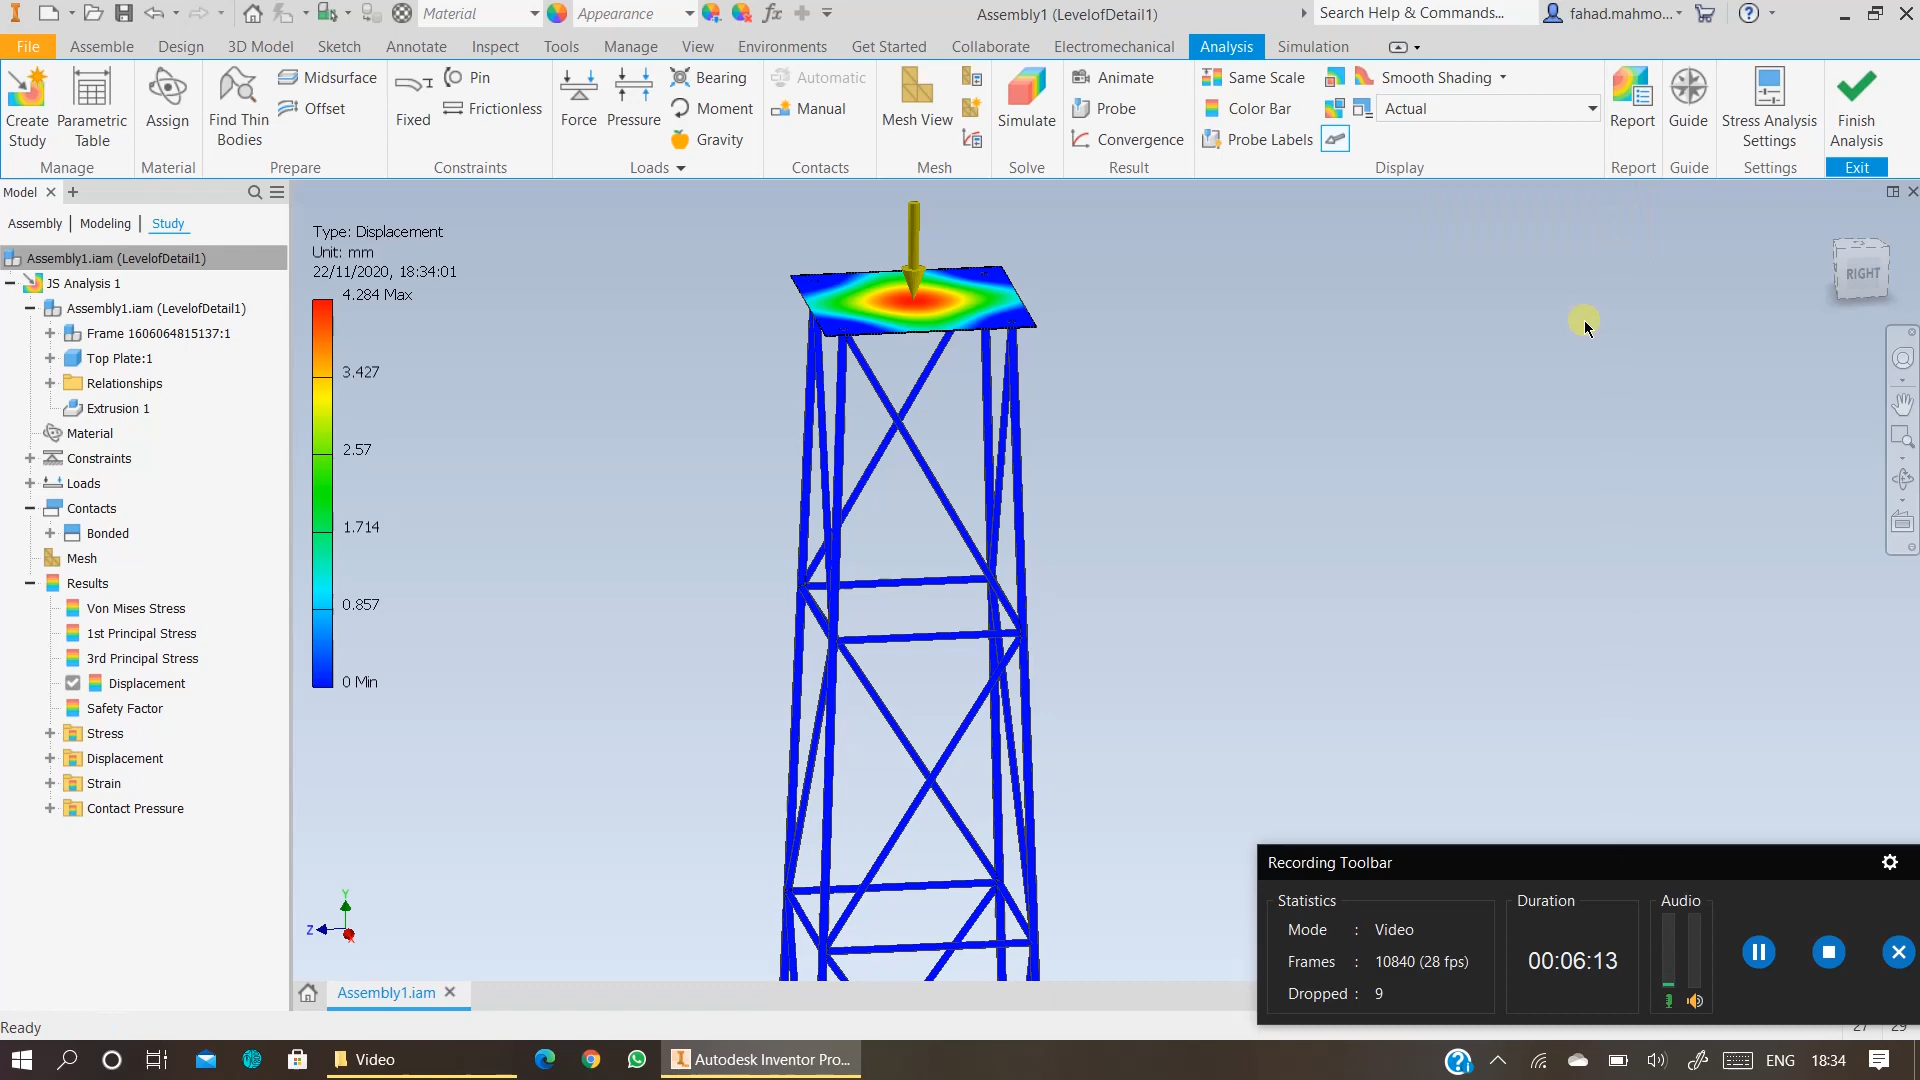 Material
Appearance
Assembly1 (LevelofDetail1)
Search Help & Commands...
fahad.mahmo...
File
Assemble
Design
3D Model
Sketch
Annotate
Inspect
Tools
Manage
View
Environments
Get Started
Collaborate
Electromechanical
Analysis
Simulation
Create Study
Parametric Table
Assign
Find Thin Bodies
Midsurface
Offset
Fixed
Pin
Frictionless
Force
Pressure
Bearing
Moment
Gravity
Automatic
Manual
Mesh View
Simulate
Animate
Probe
Convergence
Same Scale
Color Bar
Probe Labels
Smooth Shading
Actual
Report
Guide
Stress Analysis Settings
Finish Analysis
Manage
Material
Prepare
Constraints
Loads
Contacts
Mesh
Solve
Result
Display
Report
Guide
Settings
Exit
Model
Assembly
Modeling
Study
Assembly1.iam (LevelofDetail1)
JS Analysis 1
Assembly1.iam (LevelofDetail1)
Frame 1606064815137:1
Top Plate:1
Relationships
Extrusion 1
Material
Constraints
Loads
Contacts
Bonded
Mesh
Results
Von Mises Stress
1st Principal Stress
3rd Principal Stress
Displacement
Safety Factor
Stress
Displacement
Strain
Contact Pressure
Type: Displacement
Unit: mm
22/11/2020, 18:34:01
4.284 Max
3.427
2.57
1.714
0.857
0 Min
RIGHT
Y
Z
X
Assembly1.iam
Ready
Recording Toolbar
Statistics
Mode : Video
Frames : 10840 (28 fps)
Dropped : 9
Duration
00:06:13
Audio
Video
Autodesk Inventor Pro...
ENG
18:34